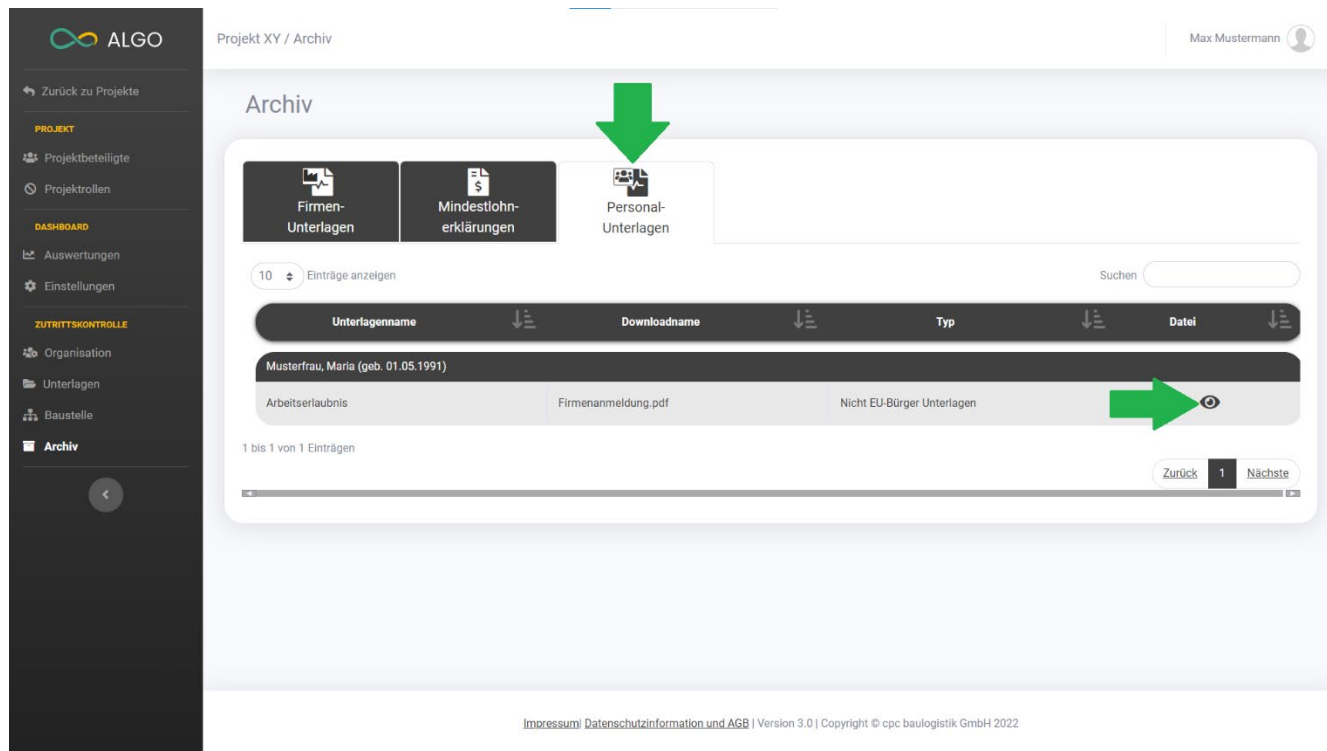 ALGO
Projekt XY / Archiv
Max Mustermann
Zurück zu Projekte
PROJEKT
Projektbeteiligte
Projektrollen
DASHBOARD
Auswertungen
Einstellungen
ZUTRITTSKONTROLLE
Organisation
Unterlagen
Baustelle
Archiv
Archiv
Firmen-
Unterlagen
Mindestlohn-
erklärungen
Personal-
Unterlagen
10 Einträge anzeigen
Suchen
Unterlagenname Downloadname Typ Datei
Musterfrau, Maria (geb. 01.05.1991)
Arbeitserlaubnis Firmenanmeldung.pdf Nicht EU-Bürger Unterlagen
1 bis 1 von 1 Einträgen
Zurück 1 Nächste
Impressum| Datenschutzinformation und AGB | Version 3.0 | Copyright © cpc baulogistik GmbH 2022